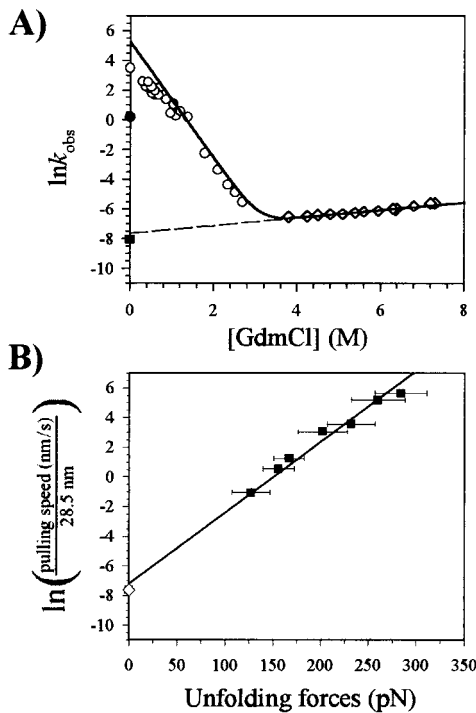 A)
6
4
2
0
-2
-4
-6
-8
-10
lnkobs
0 2 4 6 8
[GdmCl] (M)
B)
6
4
2
0
-2
-4
-6
-8
-10
ln(pulling speed (nm/s)
28.5 nm)
0 50 100 150 200 250 300 350
Unfolding forces (pN)